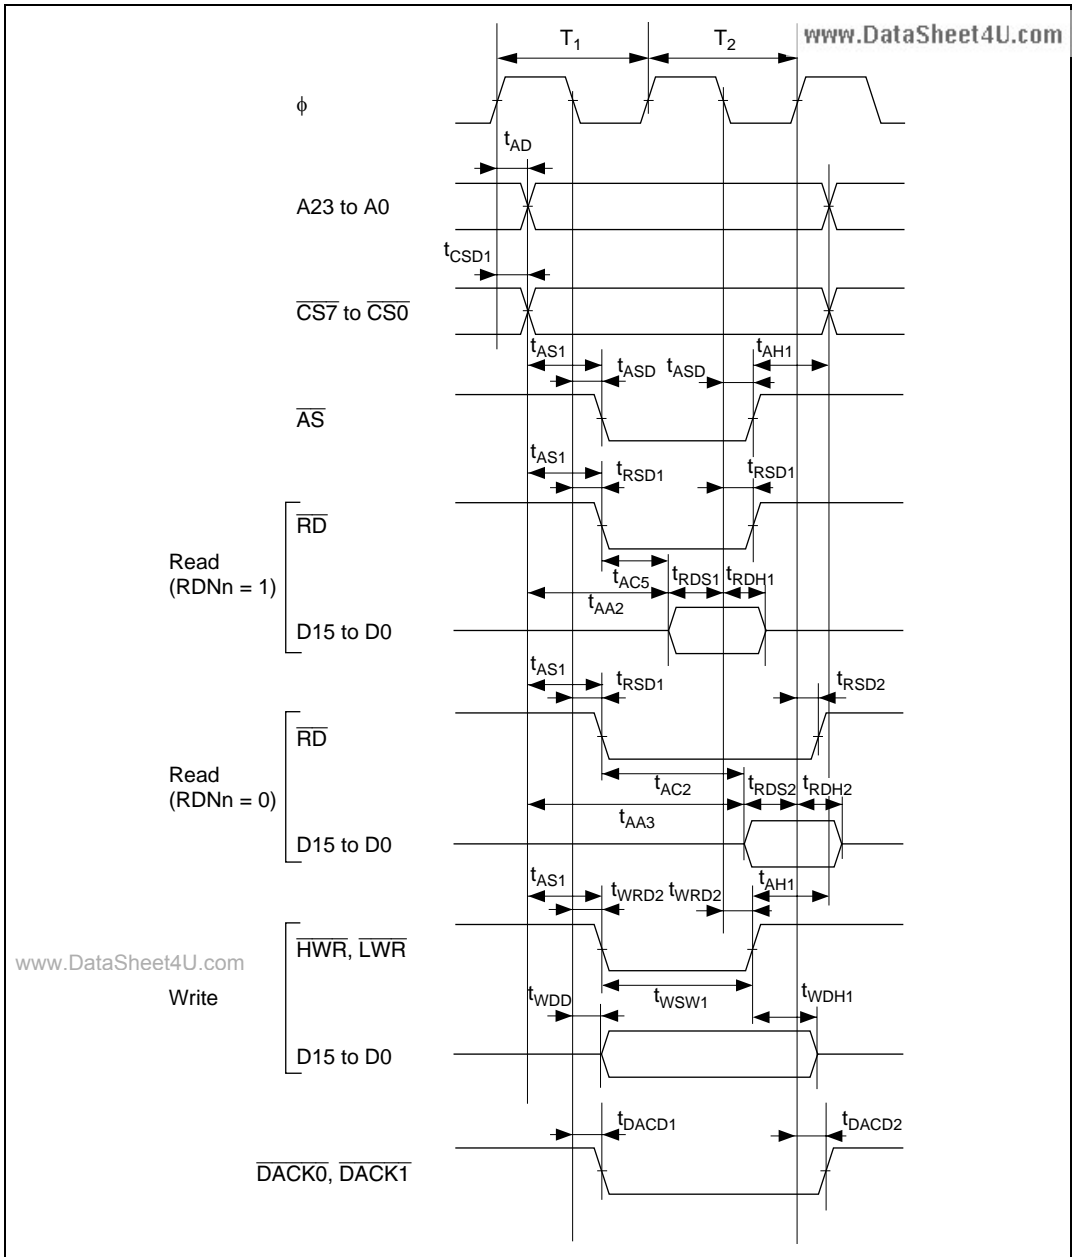 T1 T2 www.DataSheet4U.com
ϕ
tAD
A23 to A0
tCSD1
CS7 to CS0
tAS1 tASD tASD tAH1
AS
tAS1 tRSD1 tRSD1
RD
Read
(RDNn = 1)
tAC5 tRDS1 tRDH1
tAA2
D15 to D0
tAS1 tRSD1 tRSD2
RD
Read
(RDNn = 0)
tAC2 tRDS2 tRDH2
tAA3
D15 to D0
tAS1 tWRD2 tWRD2 tAH1
HWR, LWR
www.DataSheet4U.com
Write
tWDD tWSW1 tWDH1
D15 to D0
tDACD1 tDACD2
DACK0, DACK1